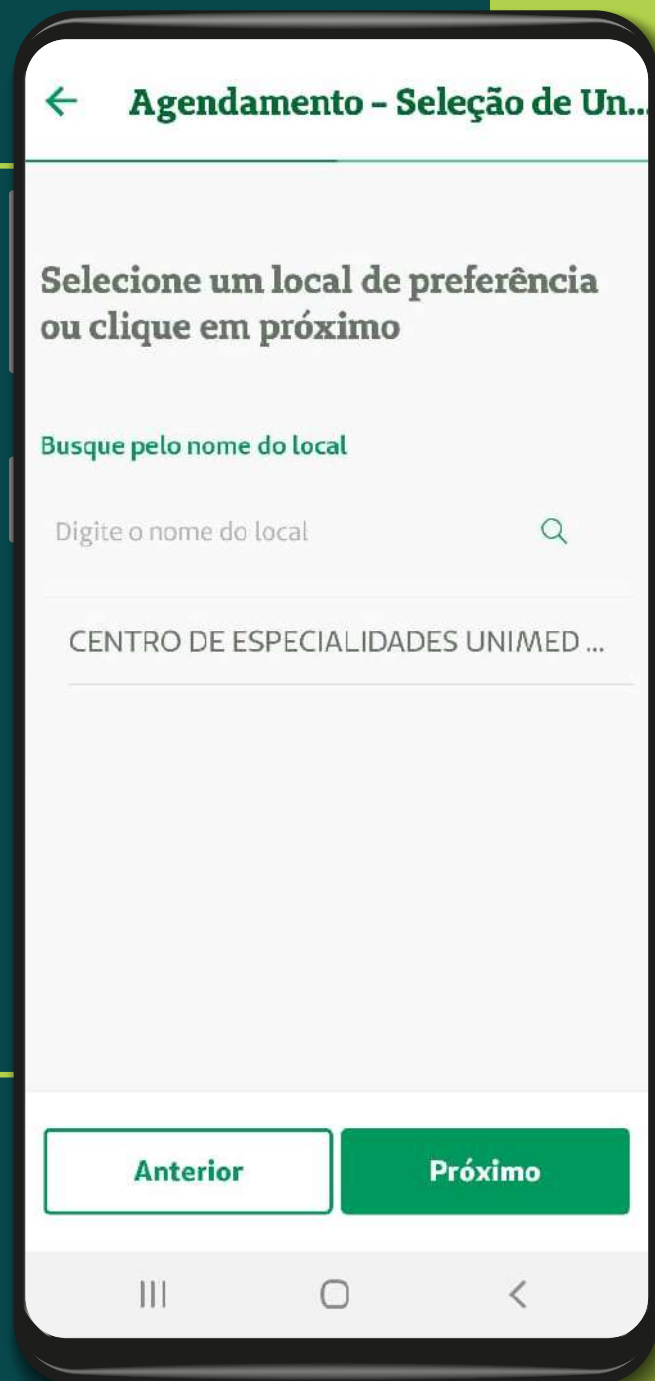 Agendamento - Seleção de Un...
Selecione um local de preferência
ou clique em próximo
Busque pelo nome do local
Digite o nome do local
CENTRO DE ESPECIALIDADES UNIMED ...
Anterior
Próximo